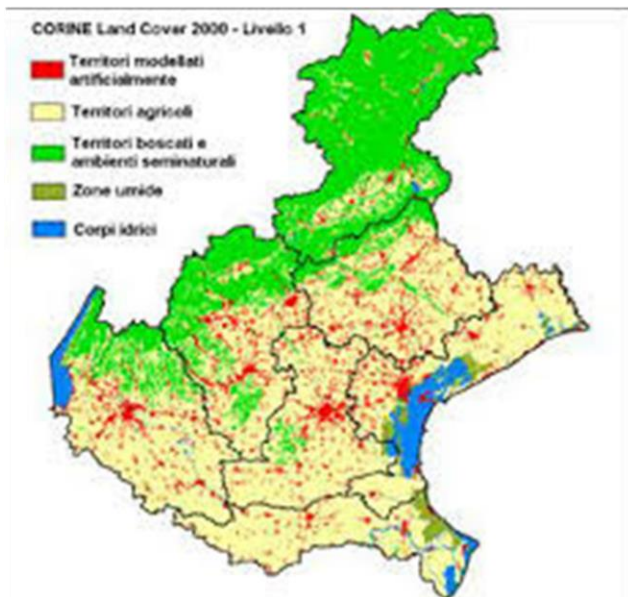 CORINE Land Cover 2000 - Livello 1
Territori modellati
artificialmente
Territori agricoli
Territori boscati e
ambienti seminaturali
Zone umide
Corpi idrici